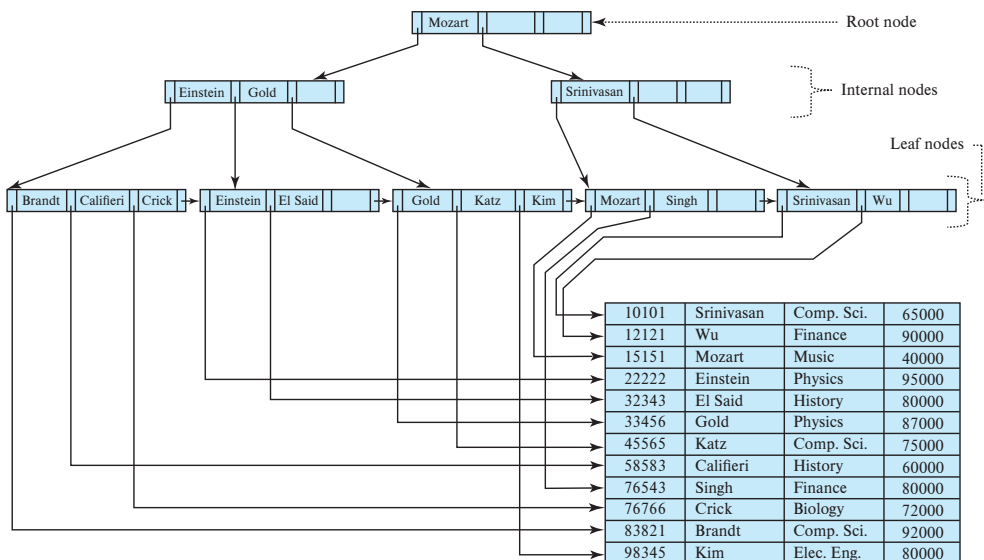 Mozart
Root node
Einstein Gold
Srinivasan
Internal nodes
Leaf nodes
Brandt Califieri Crick
Einstein El Said
Gold Katz Kim
Mozart Singh
Srinivasan Wu
10101 Srinivasan Comp. Sci. 65000
12121 Wu Finance 90000
15151 Mozart Music 40000
22222 Einstein Physics 95000
32343 El Said History 80000
33456 Gold Physics 87000
45565 Katz Comp. Sci. 75000
58583 Califieri History 60000
76543 Singh Finance 80000
76766 Crick Biology 72000
83821 Brandt Comp. Sci. 92000
98345 Kim Elec. Eng. 80000